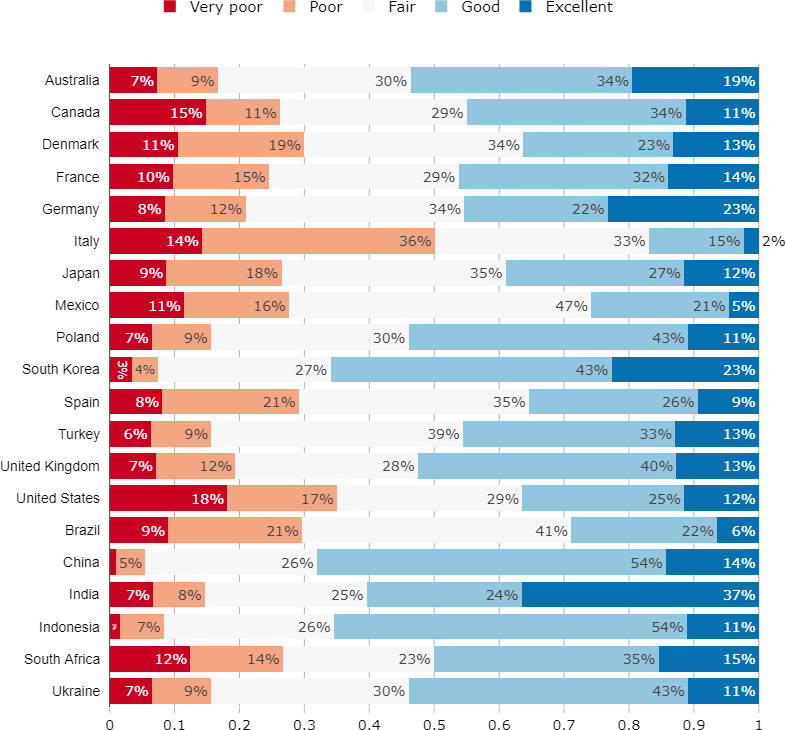 Very poor Poor Fair Good Excellent
Australia 7% 9% 30% 34% 19%
Canada 15% 11% 29% 34% 11%
Denmark 11% 19% 34% 23% 13%
France 10% 15% 29% 32% 14%
Germany 8% 12% 34% 22% 23%
Italy 14% 36% 33% 15% 2%
Japan 9% 18% 35% 27% 12%
Mexico 11% 16% 47% 21% 5%
Poland 7% 9% 30% 43% 11%
South Korea 3% 4% 27% 43% 23%
Spain 8% 21% 35% 26% 9%
Turkey 6% 9% 39% 33% 13%
United Kingdom 7% 12% 28% 40% 13%
United States 18% 17% 29% 25% 12%
Brazil 9% 21% 41% 22% 6%
China 5% 26% 54% 14%
India 7% 8% 25% 24% 37%
Indonesia 7% 26% 54% 11%
South Africa 12% 14% 23% 35% 15%
Ukraine 7% 9% 30% 43% 11%
0 0.1 0.2 0.3 0.4 0.5 0.6 0.7 0.8 0.9 1